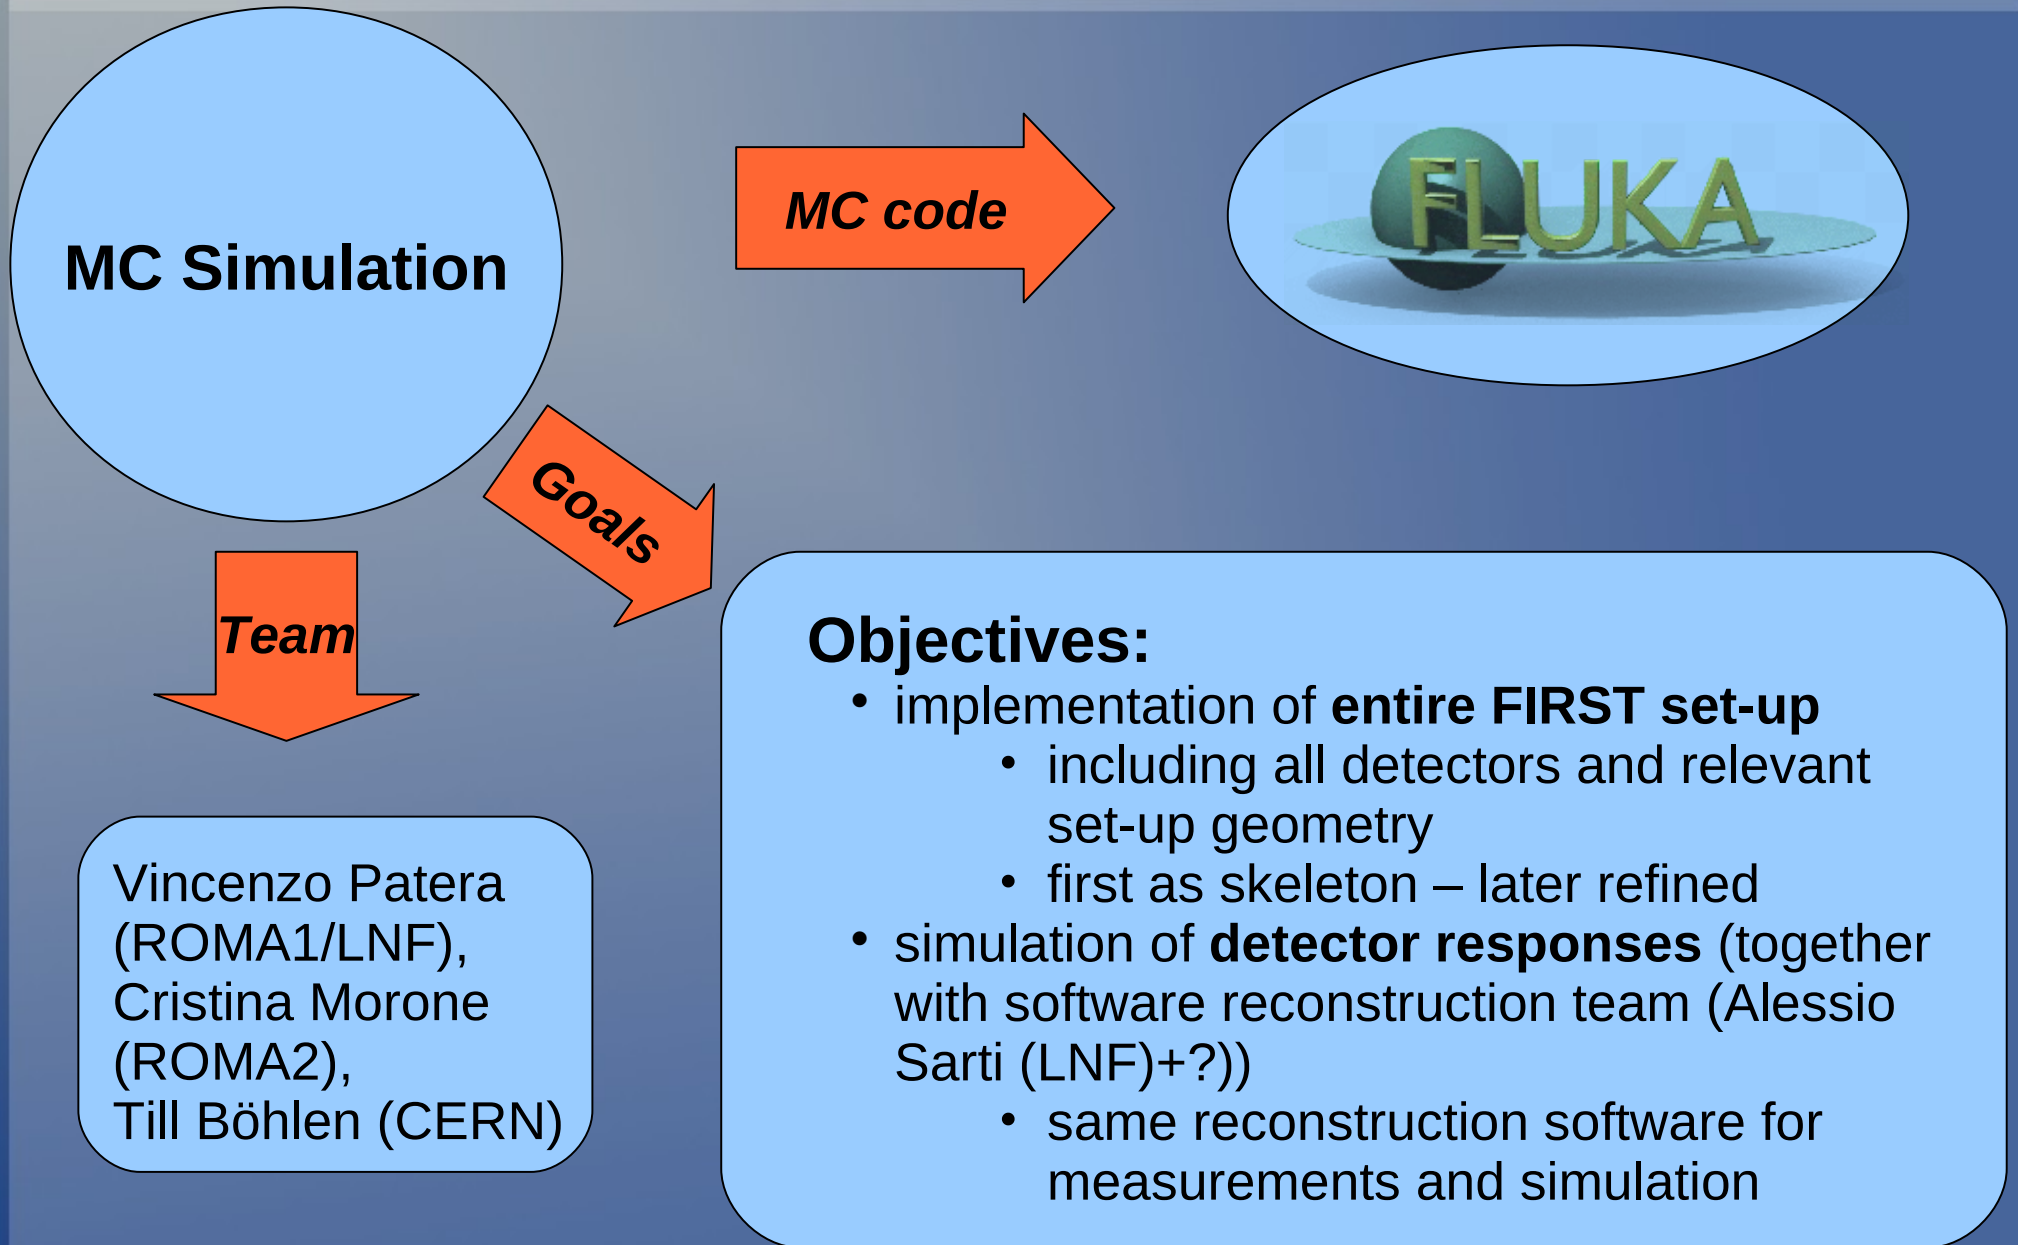 MC Simulation
MC code
FLUKA
Goals
Team
Vincenzo Patera
(ROMA1/LNF),
Cristina Morone
(ROMA2),
Till Böhlen (CERN)
Objectives:
• implementation of entire FIRST set-up
• including all detectors and relevant
set-up geometry
• first as skeleton – later refined
• simulation of detector responses (together
with software reconstruction team (Alessio
Sarti (LNF)+?))
• same reconstruction software for
measurements and simulation